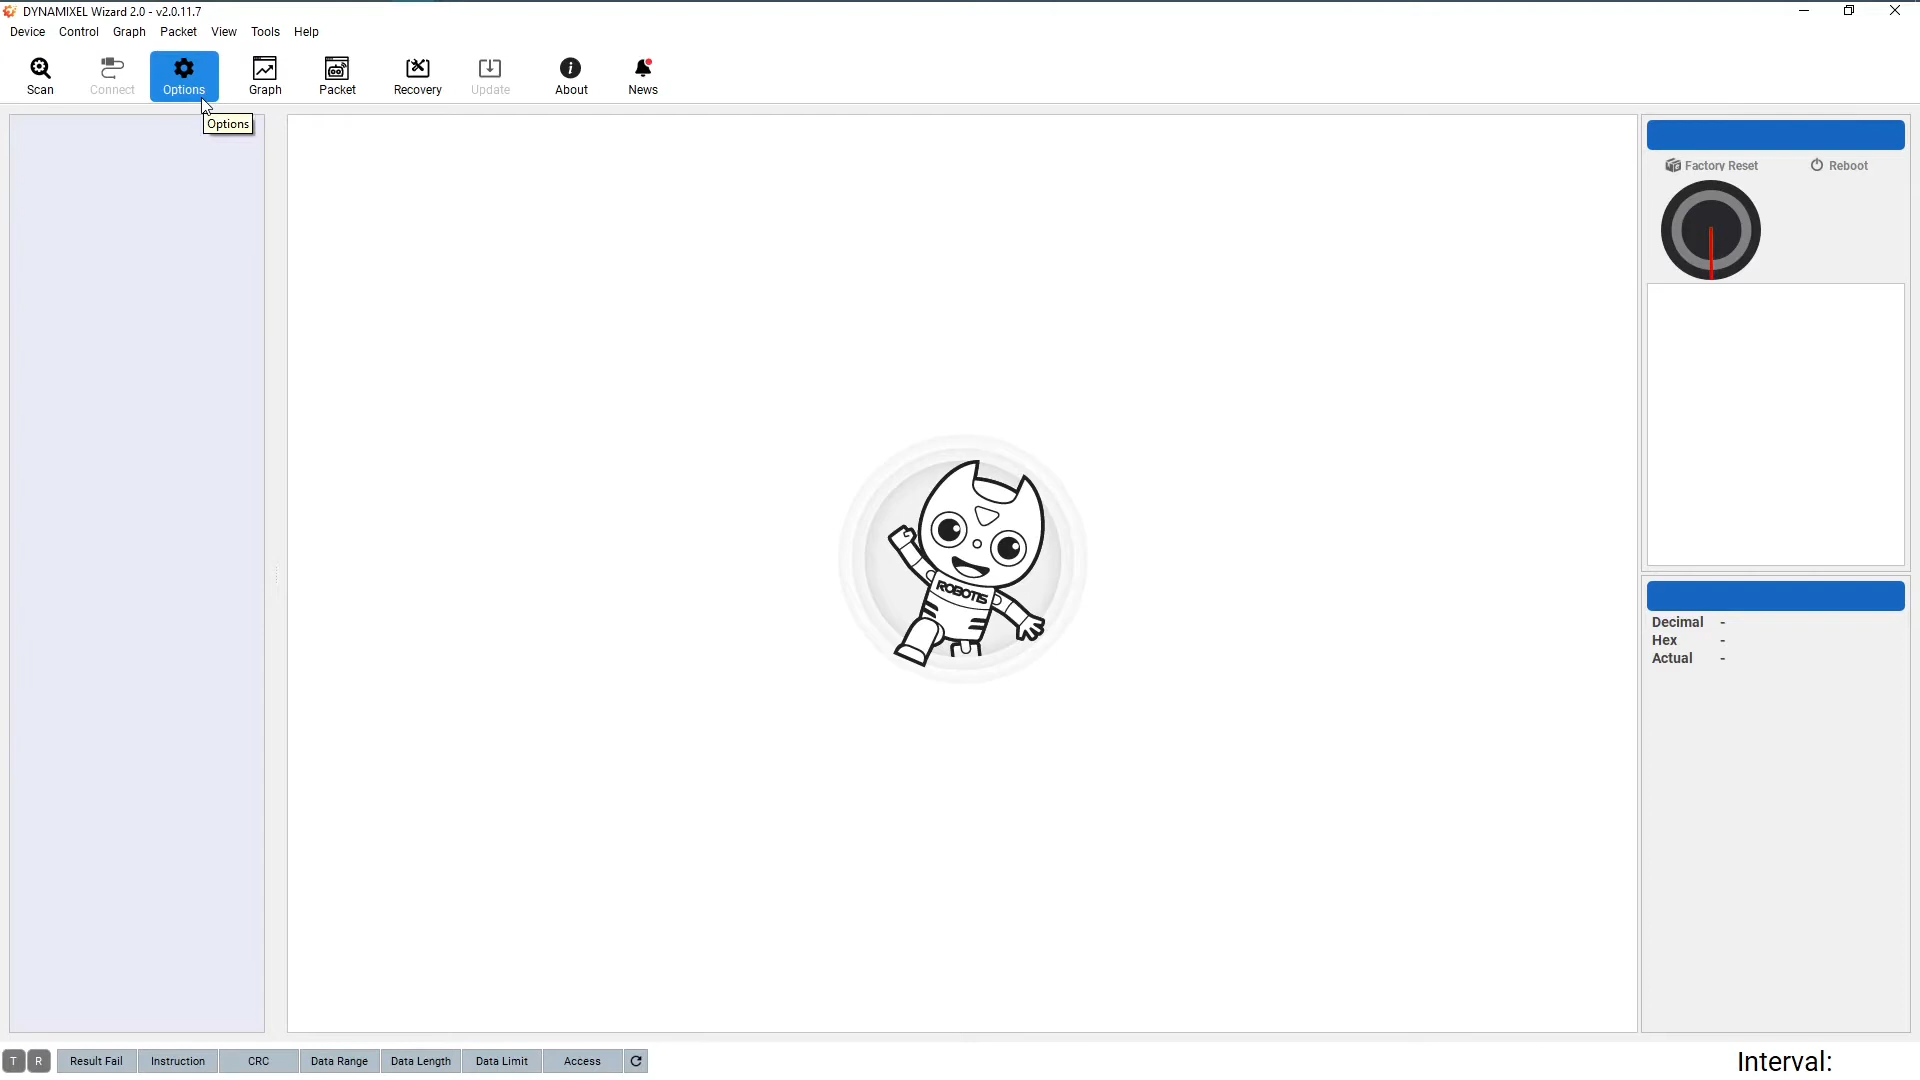 DYNAMIXEL Wizard 2.0 - v2.0.11.7
Device Control Graph Packet View Tools Help
Scan Connect Options Graph Packet Recovery Update About News
Options
Factory Reset Reboot
ROBOTIS
Decimal -
Hex -
Actual -
T R Result Fail Instruction CRC Data Range Data Length Data Limit Access
Interval: